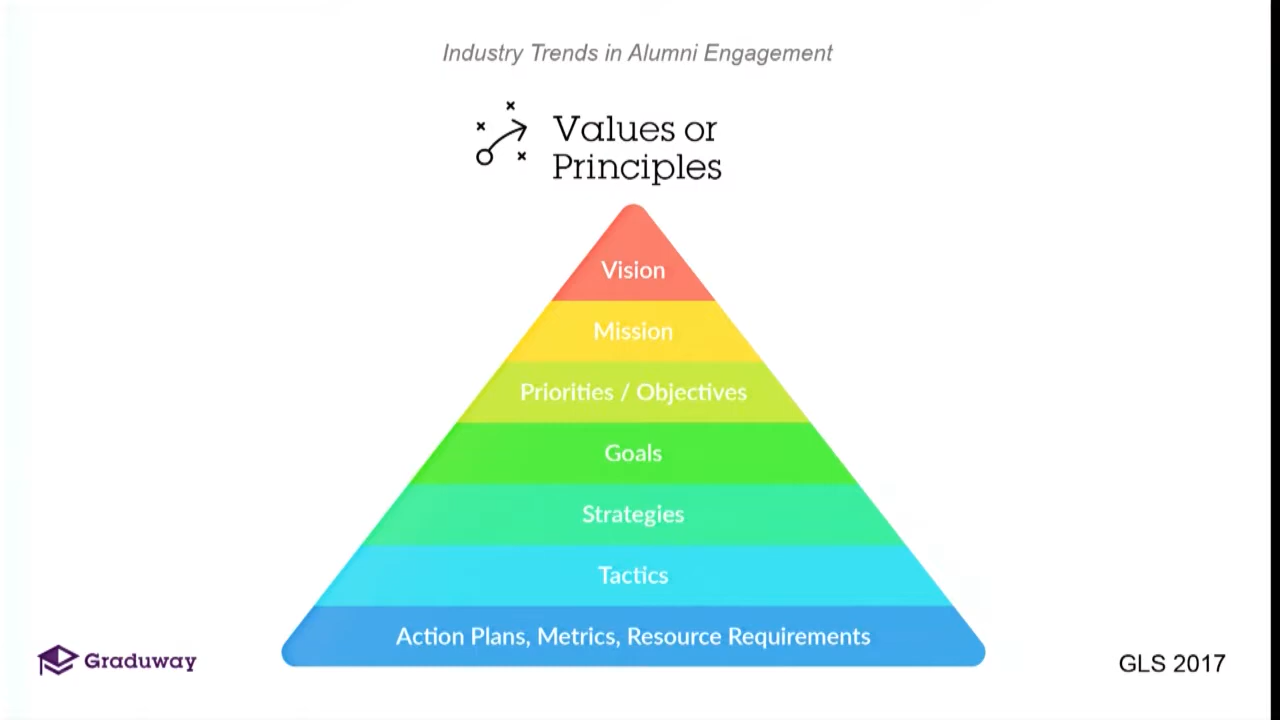 Industry Trends in Alumni Engagement
Values or
Principles
Vision
Mission
Priorities / Objectives
Goals
Strategies
Tactics
Action Plans, Metrics, Resource Requirements
Graduway
GLS 2017